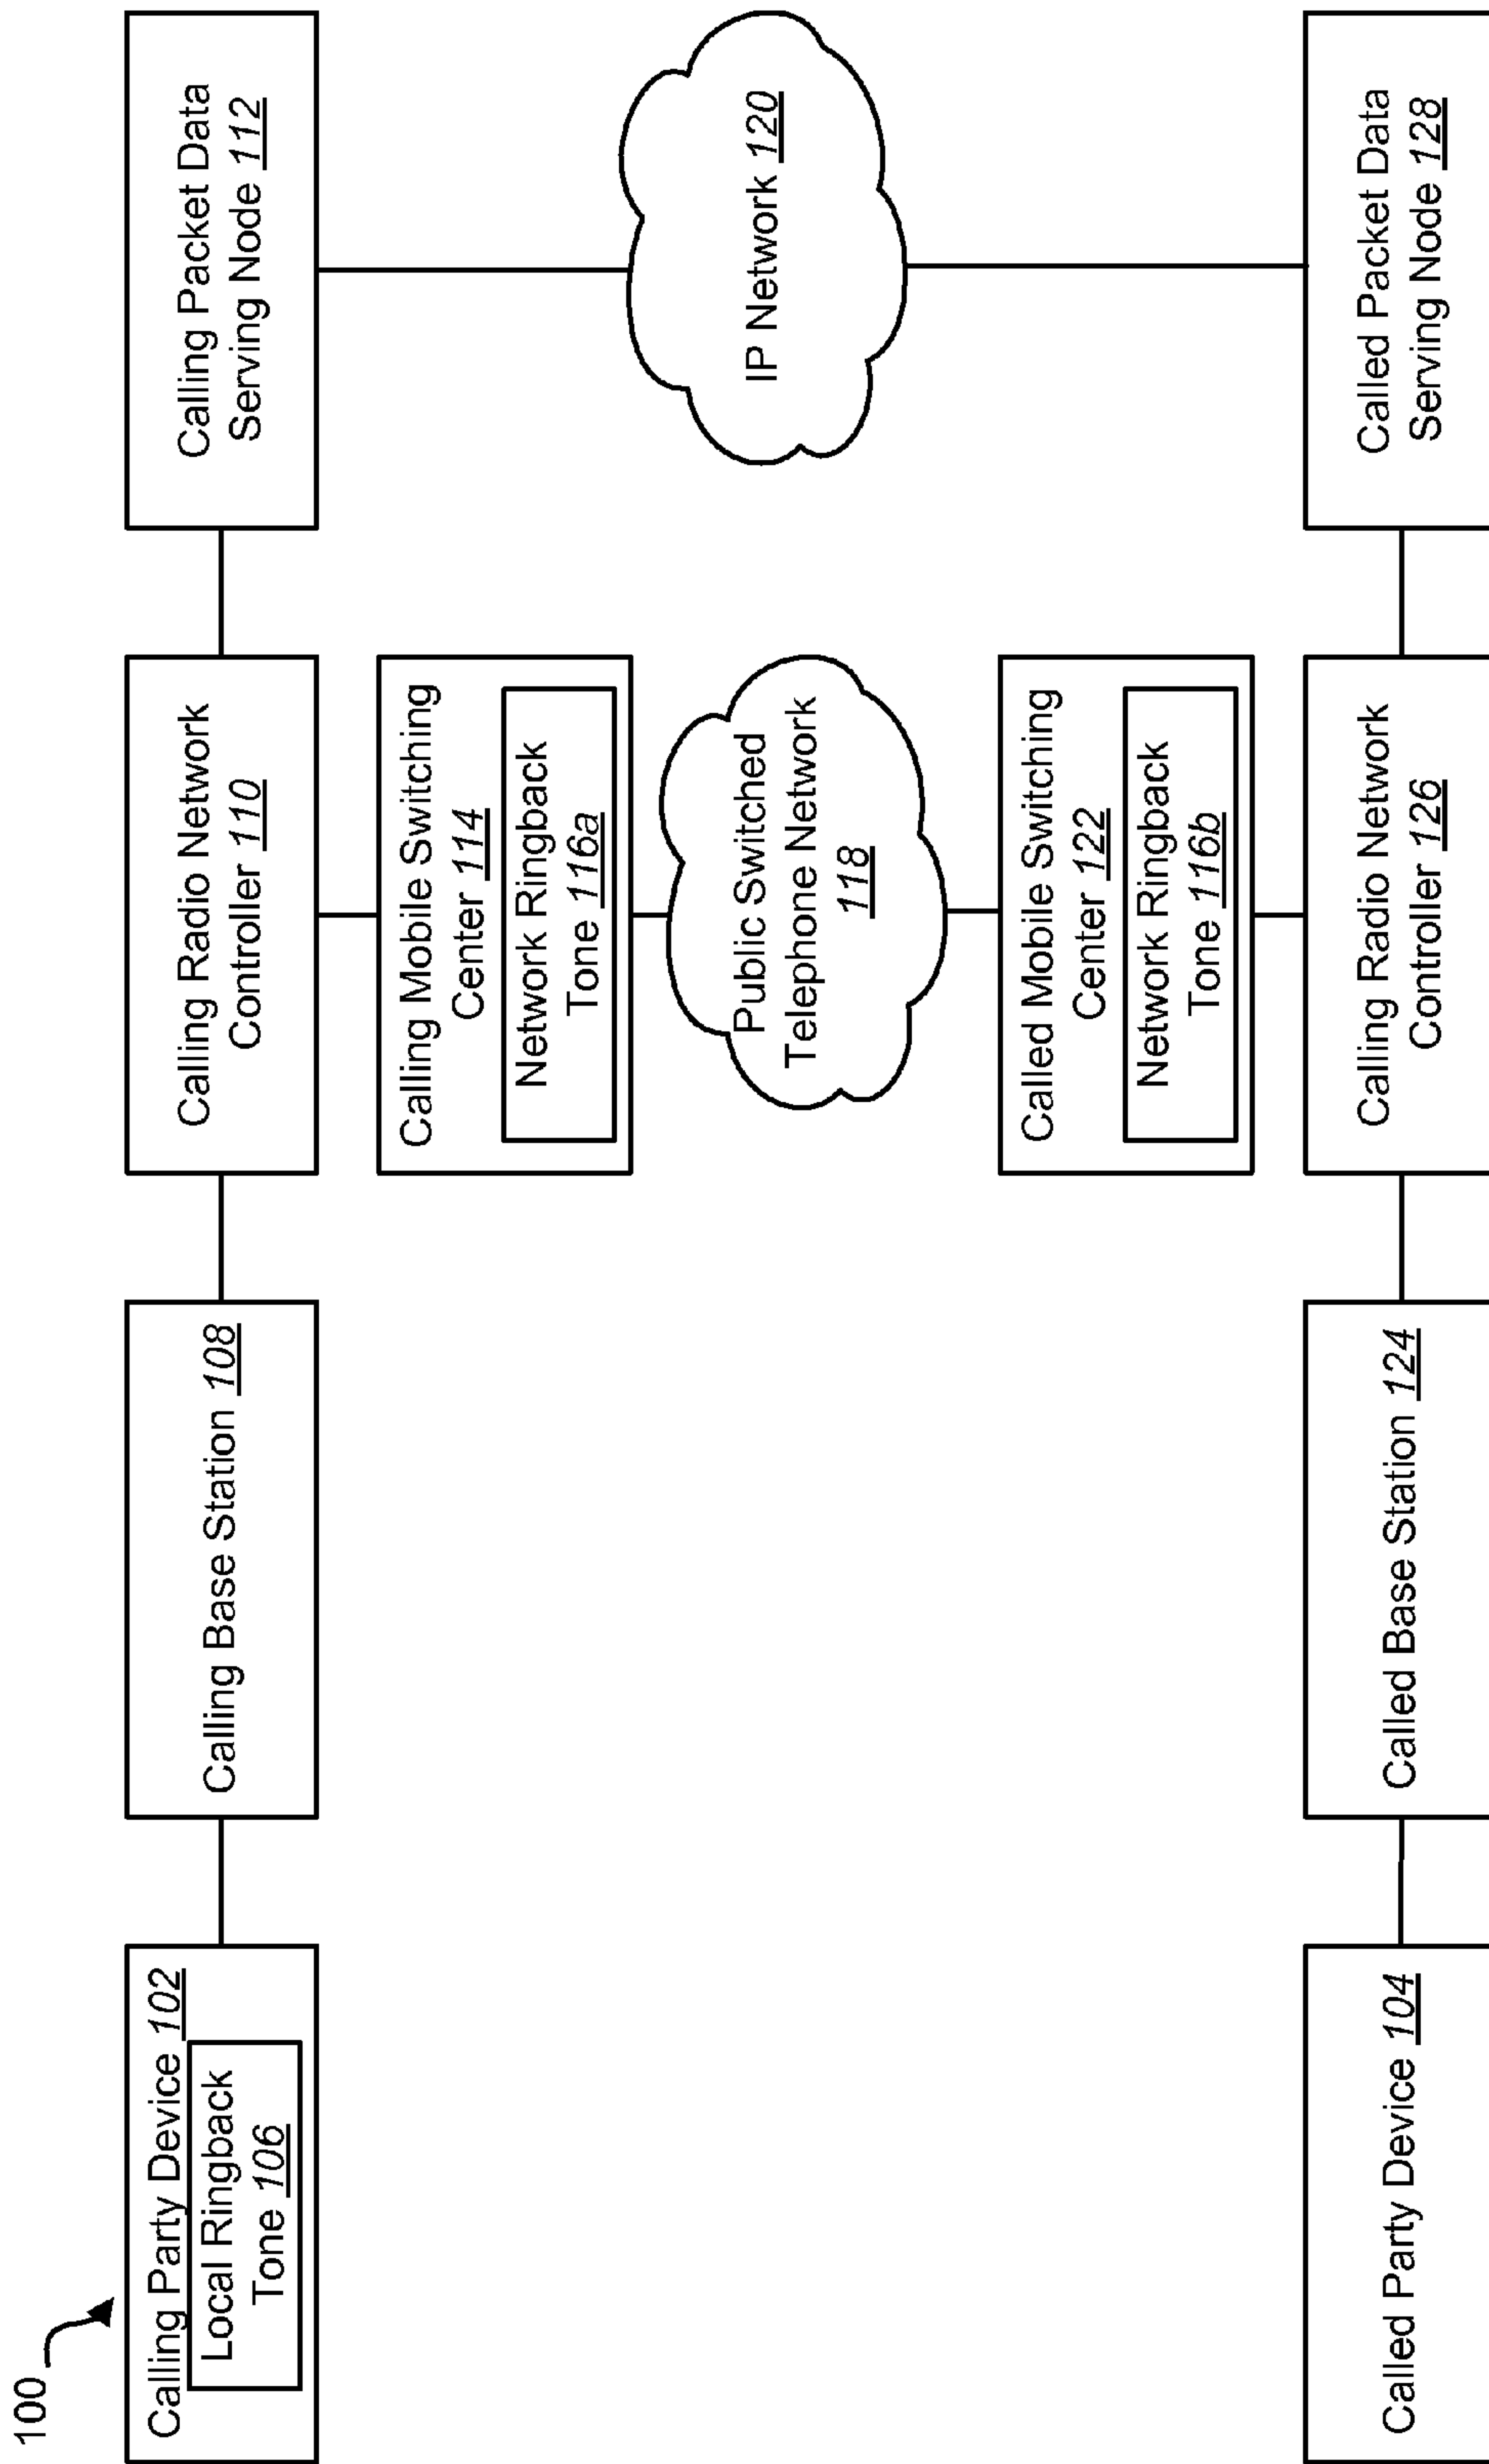 100
Calling Party Device 102
Local Ringback
Tone 106
Calling Base Station 108
Calling Radio Network
Controller 110
Calling Packet Data
Serving Node 112
Calling Mobile Switching
Center 114
Network Ringback
Tone 116a
Public Switched
Telephone Network
118
IP Network 120
Called Mobile Switching
Center 122
Network Ringback
Tone 116b
Called Party Device 104
Called Base Station 124
Calling Radio Network
Controller 126
Called Packet Data
Serving Node 128